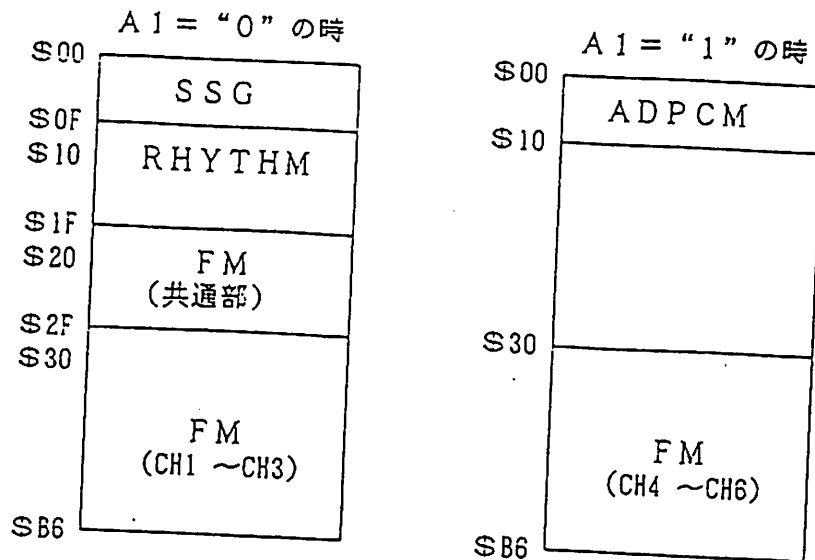 A1＝“0”の時
$00
SSG
$0F
$10
RHYTHM
$1F
$20
FM
(共通部)
$2F
$30
FM
(CH1 ～CH3)
$B6
A1＝“1”の時
$00
ADPCM
$10
$30
FM
(CH4 ～CH6)
$B6